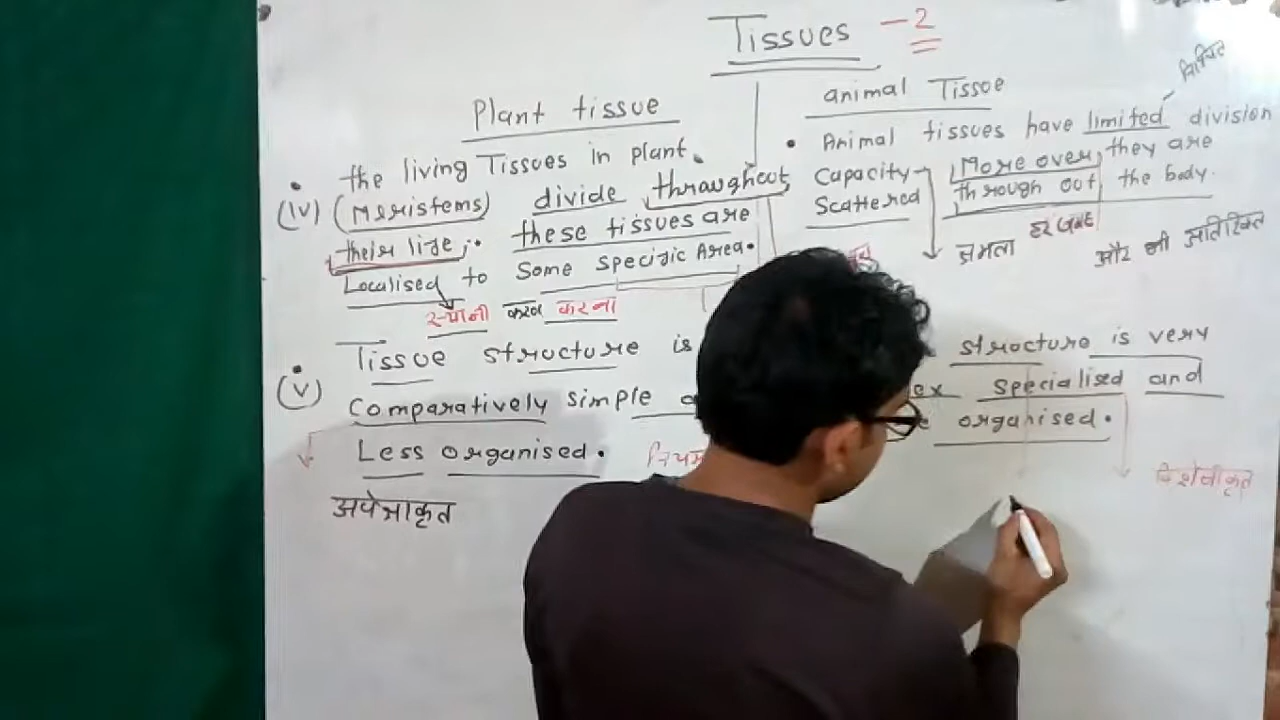 Tissues - 2
Plant tissue
• the living Tissues in plant.
(iv) (Meristems) divide throughout
their life,. these tissues are
Localised to some specific Area.
स्थानी करण करना
(v) • Tissue structure is
Comparatively simple
Less organised.
अपेक्षाकृत
animal Tissue
निश्चित
• Animal tissues have limited division
Capacity More over, they are
Scattered through out the body.
क्षमता हर जगह और भी अतिरिक्त
structure is very
ex specialised and
organised.
विशेषीकृत